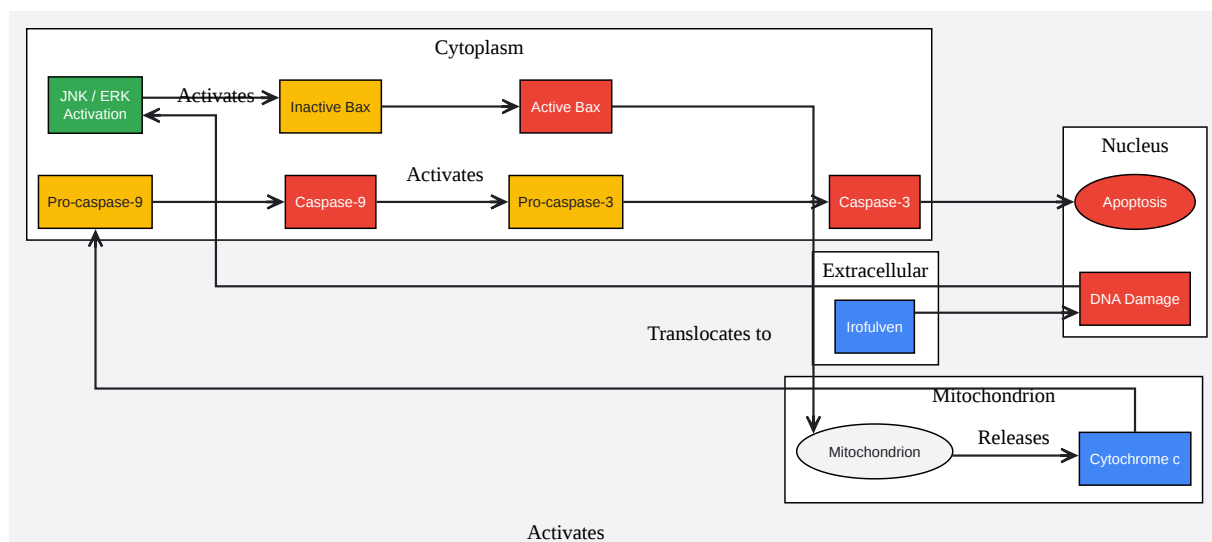 Cytoplasm
JNK / ERK
Activation
Activates
Inactive Bax
Active Bax
Pro-caspase-9
Caspase-9
Activates
Pro-caspase-3
Caspase-3
Nucleus
Apoptosis
DNA Damage
Extracellular
Irofulven
Translocates to
Mitochondrion
Mitochondrion
Releases
Cytochrome c
Activates